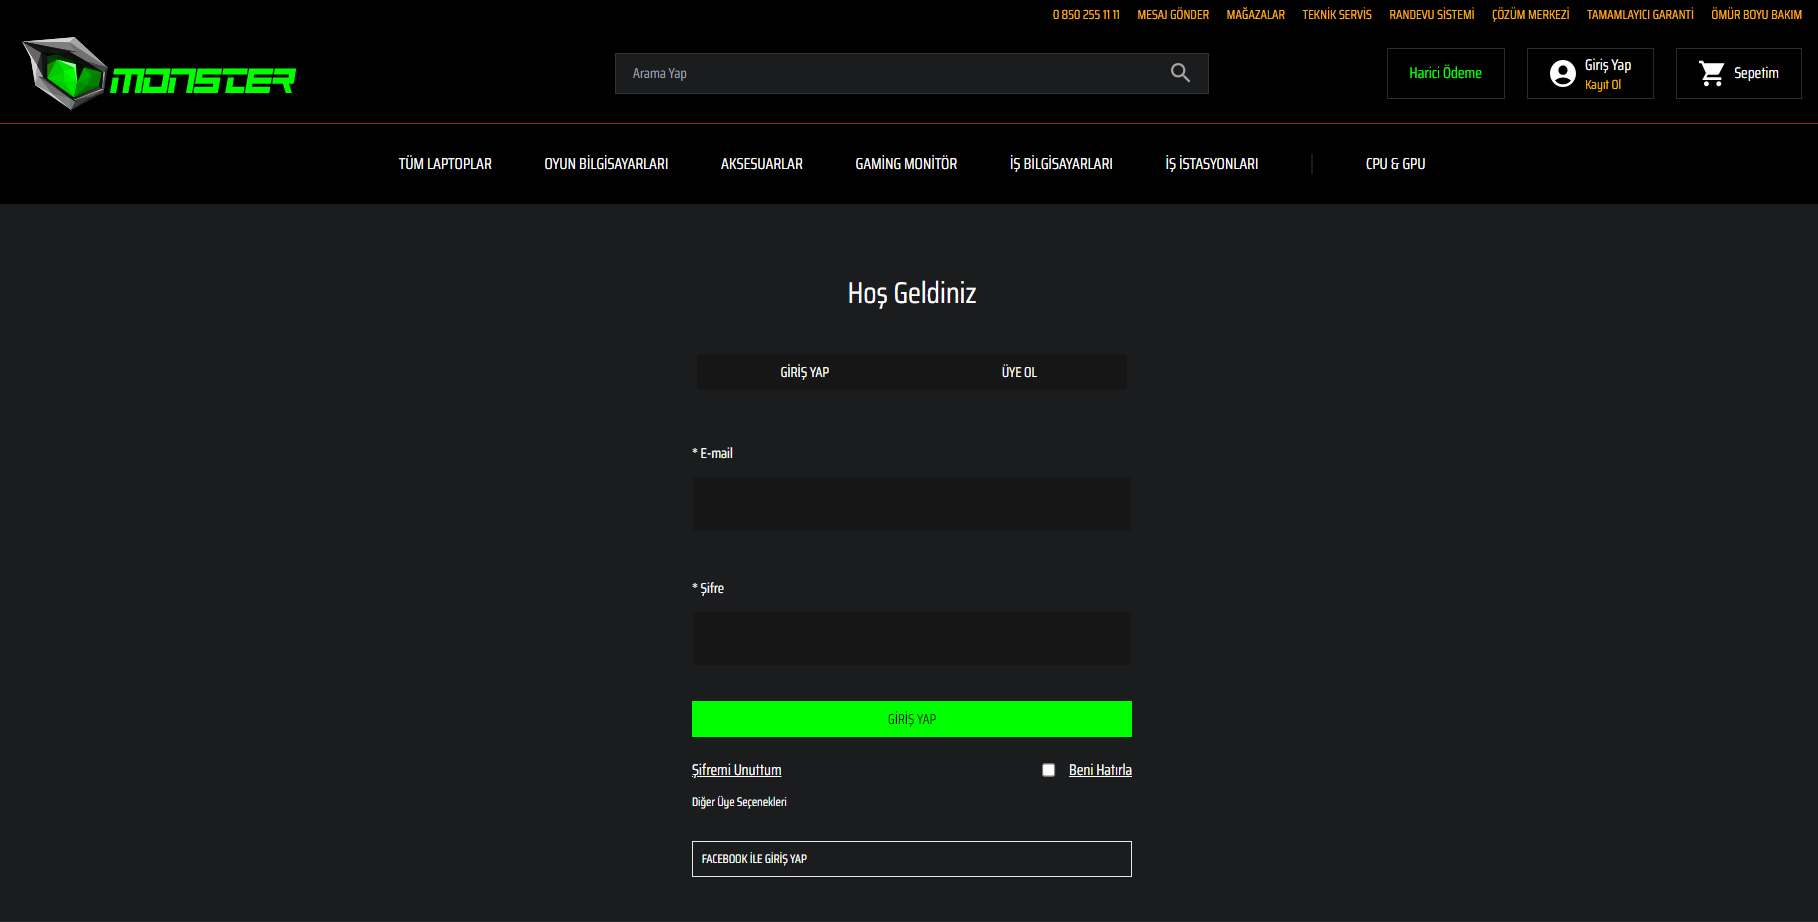 0 850 255 11 11 MESAJ GÖNDER MAĞAZALAR TEKNİK SERVİS RANDEVU SİSTEMİ ÇÖZÜM MERKEZİ TAMAMLAYICI GARANTİ ÖMÜR BOYU BAKIM
MONSTER
Arama Yap
Harici Ödeme
Giriş Yap
Kayıt Ol
Sepetim
TÜM LAPTOPLAR OYUN BİLGİSAYARLARI AKSESUARLAR GAMİNG MONİTÖR İŞ BİLGİSAYARLARI İŞ İSTASYONLARI CPU & GPU
Hoş Geldiniz
GİRİŞ YAP ÜYE OL
* E-mail
* Şifre
GİRİŞ YAP
Şifremi Unuttum Beni Hatırla
Diğer Üye Seçenekleri
FACEBOOK İLE GİRİŞ YAP